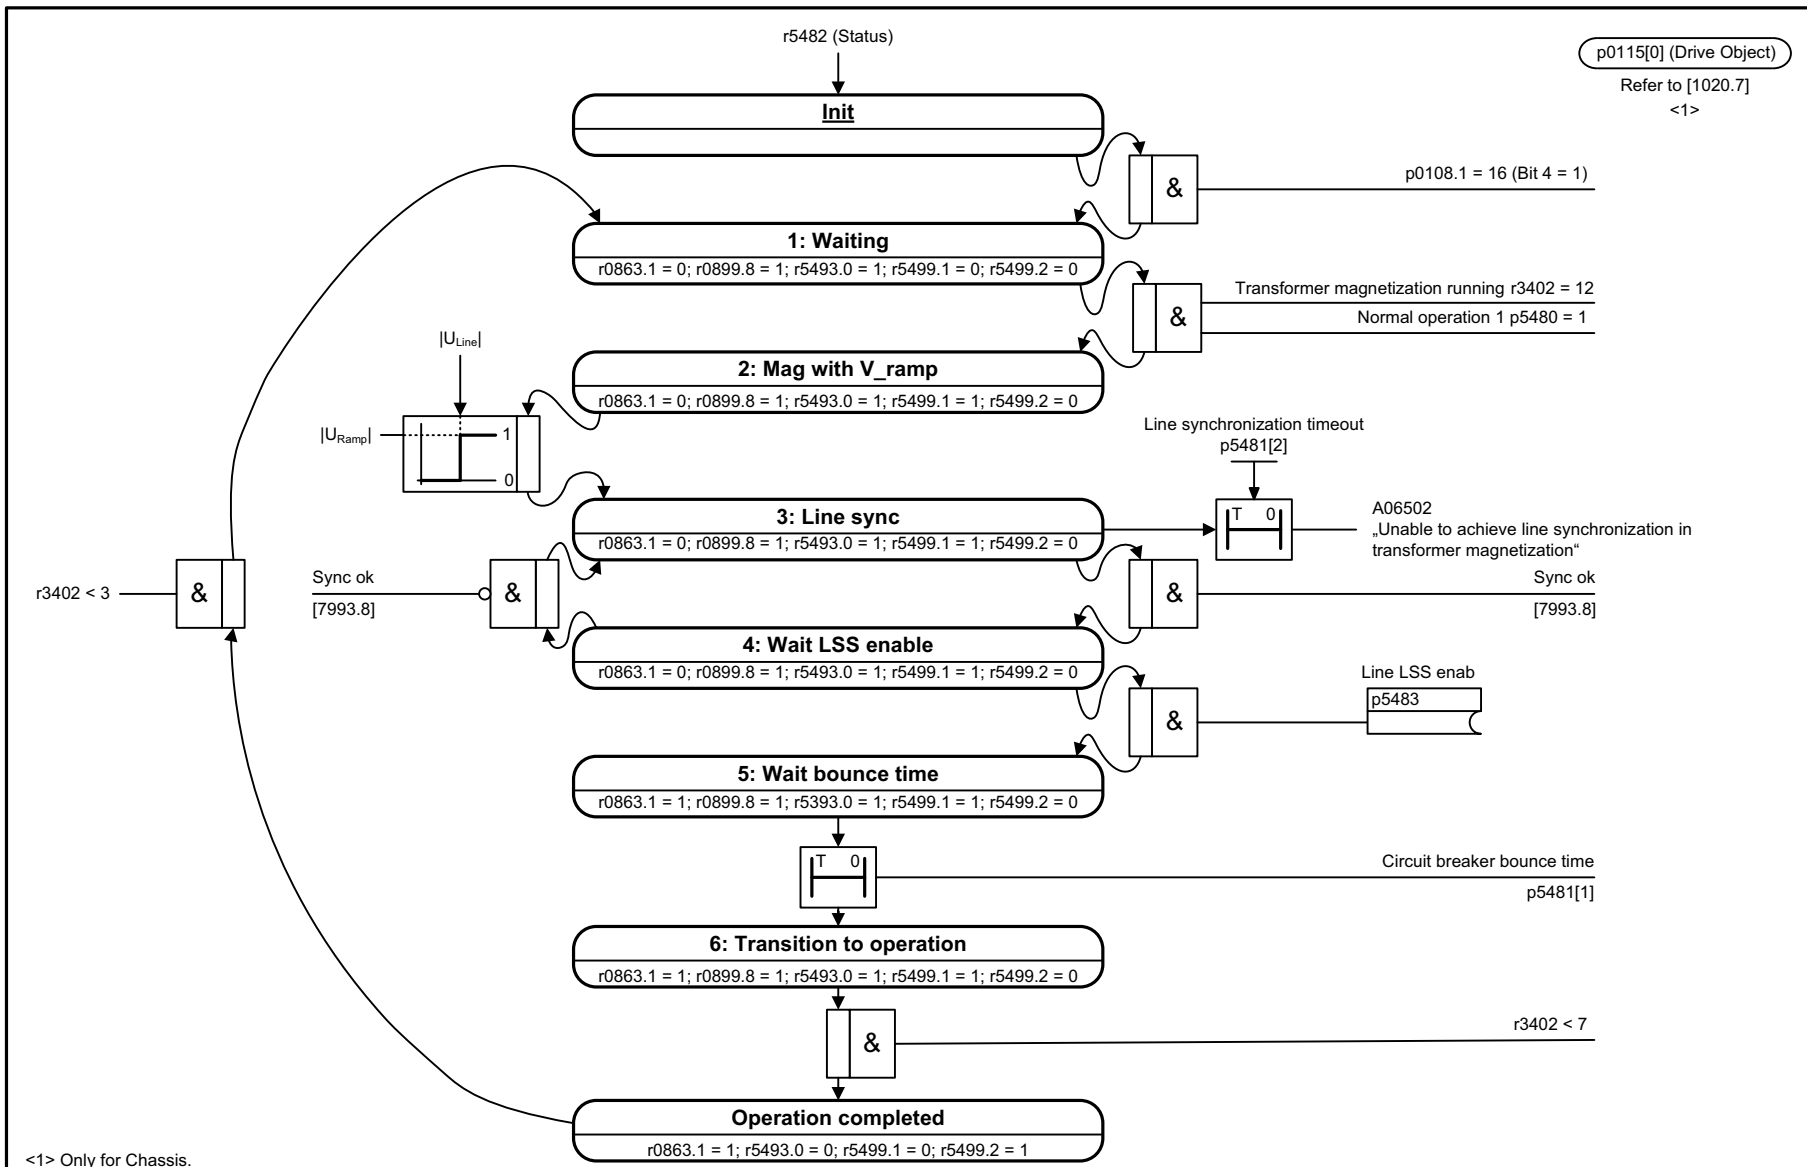 r5482 (Status)
p0115[0] (Drive Object)
Refer to [1020.7]
<1>
Init
&
p0108.1 = 16 (Bit 4 = 1)
1: Waiting
r0863.1 = 0; r0899.8 = 1; r5493.0 = 1; r5499.1 = 0; r5499.2 = 0
&
Transformer magnetization running r3402 = 12
Normal operation 1 p5480 = 1
|ULine|
2: Mag with V_ramp
r0863.1 = 0; r0899.8 = 1; r5493.0 = 1; r5499.1 = 1; r5499.2 = 0
|URamp|
1
0
Line synchronization timeout
p5481[2]
3: Line sync
r0863.1 = 0; r0899.8 = 1; r5493.0 = 1; r5499.1 = 1; r5499.2 = 0
T 0
A06502
„Unable to achieve line synchronization in
transformer magnetization“
r3402 < 3
&
Sync ok
[7993.8]
&
&
Sync ok
[7993.8]
4: Wait LSS enable
r0863.1 = 0; r0899.8 = 1; r5493.0 = 1; r5499.1 = 1; r5499.2 = 0
&
Line LSS enab
p5483
5: Wait bounce time
r0863.1 = 1; r0899.8 = 1; r5393.0 = 1; r5499.1 = 1; r5499.2 = 0
T 0
Circuit breaker bounce time
p5481[1]
6: Transition to operation
r0863.1 = 1; r0899.8 = 1; r5493.0 = 1; r5499.1 = 1; r5499.2 = 0
&
r3402 < 7
Operation completed
r0863.1 = 1; r5493.0 = 0; r5499.1 = 0; r5499.2 = 1
<1> Only for Chassis.